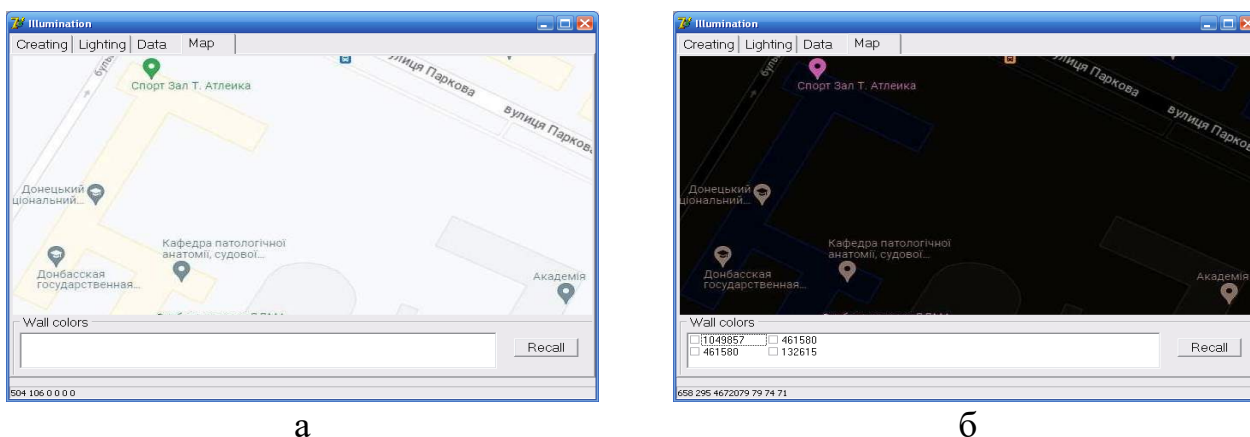 Illumination
Creating Lighting Data Map
Спорт Зал Т. Атлеика
вулиця Паркова
Донецький
ціональний...
Кафедра патологічної
анатомії, судової...
Донбасская
государственная...
Академія
Wall colors
Recall
504 106 0 0 0 0
а
Illumination
Creating Lighting Data Map
Спорт Зал Т. Атлеика
улиця Паркова
вулиця Парков
Донецький
ціональний...
Кафедра патологічної
анатомії, судової...
Донбасская
государственная...
Академія
Wall colors
1049857 461580
461580 132615
Recall
658 295 4672079 79 74 71
б